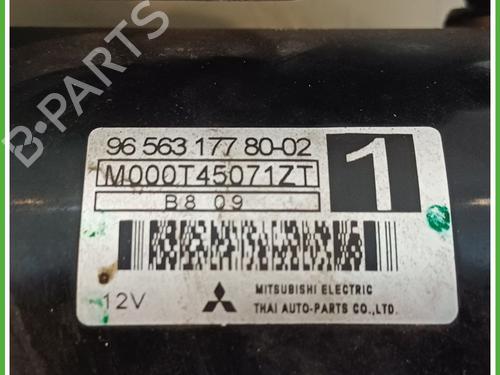 B-PARTS
96 563 177 80-02
1
M000T45071ZT
B8 09
12V
MITSUBISHI ELECTRIC
THAI AUTO-PARTS CO.,LTD.